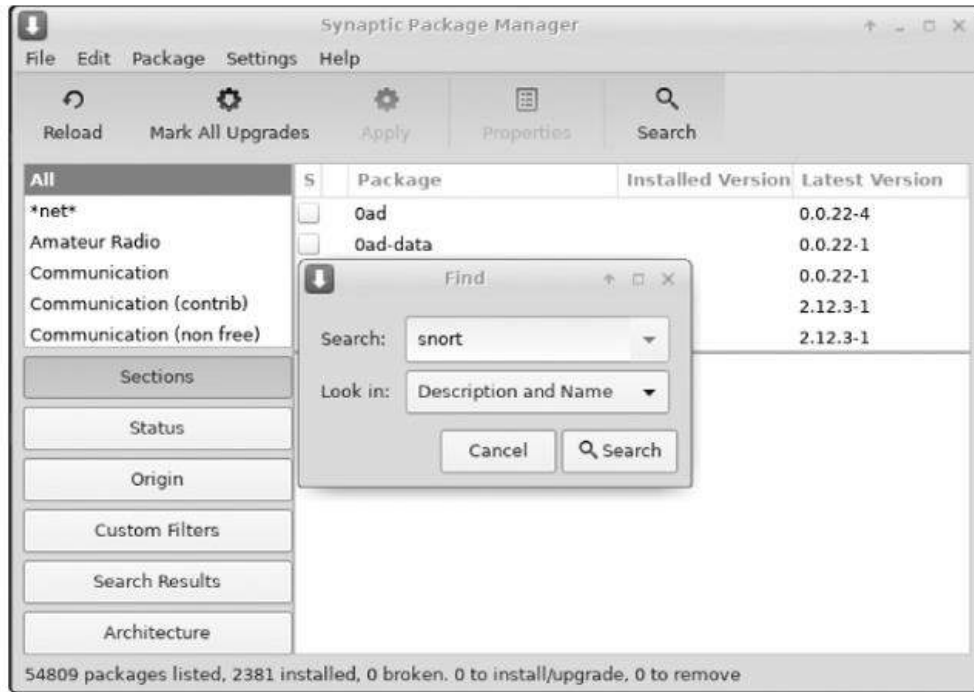 Synaptic Package Manager
File Edit Package Settings Help
Reload Mark All Upgrades Apply Properties Search
All
*net*
Amateur Radio
Communication
Communication (contrib)
Communication (non free)
S Package Installed Version Latest Version
0ad 0.0.22-4
0ad-data 0.0.22-1
0.0.22-1
2.12.3-1
2.12.3-1
Find
Search: snort
Look in: Description and Name
Cancel Search
Sections
Status
Origin
Custom Filters
Search Results
Architecture
54809 packages listed, 2381 installed, 0 broken. 0 to install/upgrade, 0 to remove